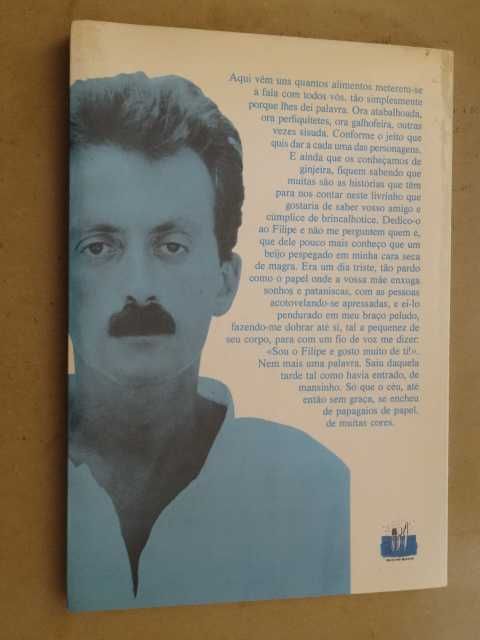 Aqui vêm uns quantos alimentos meterem-se
à fala com todos vós, tão simplesmente
porque lhes dei palavra. Ora atabalhoada,
ora perfiquitetes, ora galhofeira, outras
vezes sisuda. Conforme o jeito que
quis dar a cada uma das personagens.
E ainda que os conheçamos de
ginjeira, fiquem sabendo que
muitas são as histórias que têm
para nos contar neste livrinho que
gostaria de saber vosso amigo e
cúmplice de brincalhotice. Dedico-o
ao Filipe e não me perguntem quem é,
que dele pouco mais conheço que um
beijo pespegado em minha cara seca
de magra. Era um dia triste, tão pardo
como o papel onde a vossa mãe enxuga
sonhos e pataniscas, com as pessoas
acotovelando-se apressadas, e ei-lo
pendurado em meu braço peludo,
fazendo-me dobrar até si, tal a pequenez de
seu corpo, para com um fio de voz me dizer:
«Sou o Filipe e gosto muito de ti!».
Nem mais uma palavra. Saiu daquela
tarde tal como havia entrado, de
mansinho. Só que o céu, até
então sem graça, se encheu
de papagaios de papel,
de muitas cores.